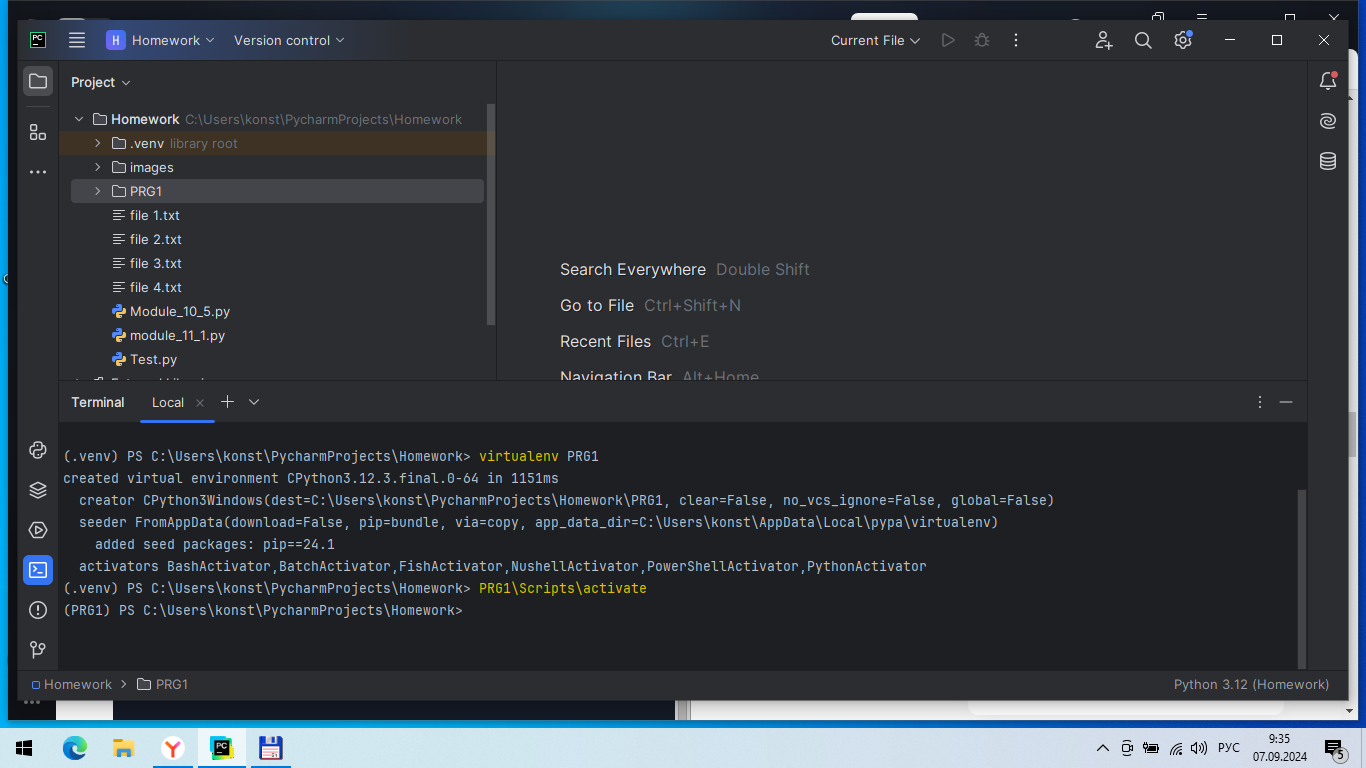 PC
H Homework Version control Current File
Project
Homework C:\Users\konst\PycharmProjects\Homework
.venv library root
images
PRG1
file 1.txt
file 2.txt
file 3.txt
file 4.txt
Module_10_5.py
module_11_1.py
Test.py
Search Everywhere Double Shift
Go to File Ctrl+Shift+N
Recent Files Ctrl+E
Navigation Bar Alt+Home
Terminal Local
(.venv) PS C:\Users\konst\PycharmProjects\Homework> virtualenv PRG1
created virtual environment CPython3.12.3.final.0-64 in 1151ms
creator CPython3Windows(dest=C:\Users\konst\PycharmProjects\Homework\PRG1, clear=False, no_vcs_ignore=False, global=False)
seeder FromAppData(download=False, pip=bundle, via=copy, app_data_dir=C:\Users\konst\AppData\Local\pypa\virtualenv)
added seed packages: pip==24.1
activators BashActivator,BatchActivator,FishActivator,NushellActivator,PowerShellActivator,PythonActivator
(.venv) PS C:\Users\konst\PycharmProjects\Homework> PRG1\Scripts\activate
(PRG1) PS C:\Users\konst\PycharmProjects\Homework>
Homework > PRG1 Python 3.12 (Homework)
PC
РУС
9:35
07.09.2024
5